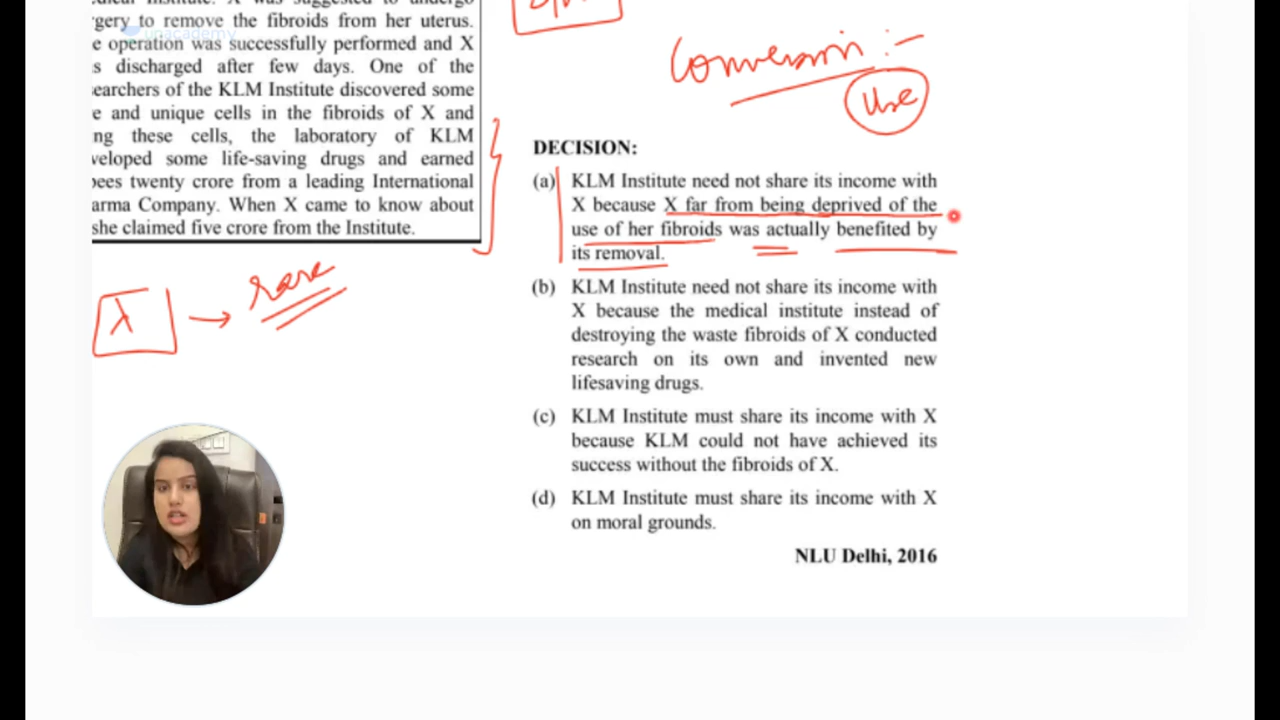 surgery to remove the fibroids from her uterus.
unacademy
e operation was successfully performed and X
s discharged after few days. One of the
earchers of the KLM Institute discovered some
e and unique cells in the fibroids of X and
ng these cells, the laboratory of KLM
veloped some life-saving drugs and earned
ees twenty crore from a leading International
arma Company. When X came to know about
she claimed five crore from the Institute.
X → rare
Conversion :-
Use
DECISION:
(a) KLM Institute need not share its income with
X because X far from being deprived of the
use of her fibroids was actually benefited by
its removal.
(b) KLM Institute need not share its income with
X because the medical institute instead of
destroying the waste fibroids of X conducted
research on its own and invented new
lifesaving drugs.
(c) KLM Institute must share its income with X
because KLM could not have achieved its
success without the fibroids of X.
(d) KLM Institute must share its income with X
on moral grounds.
NLU Delhi, 2016